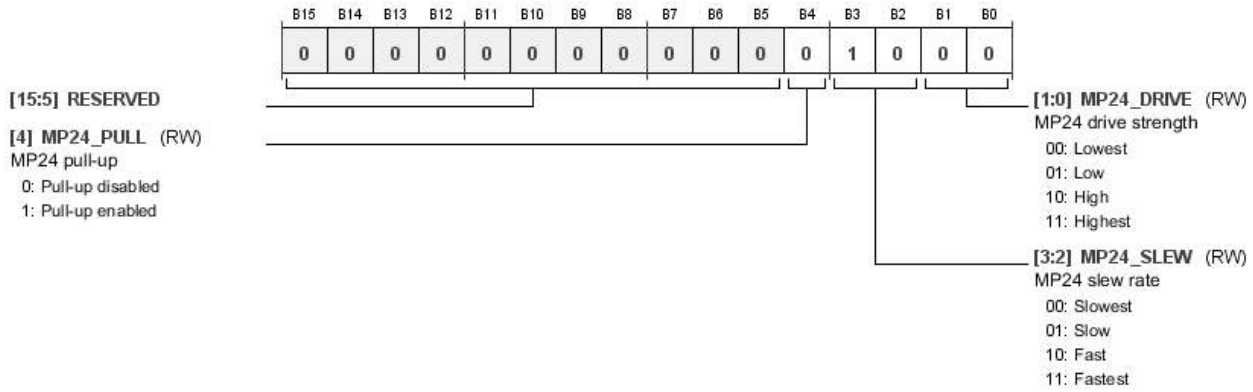 B15 B14 B13 B12 B11 B10 B9 B8 B7 B6 B5 B4 B3 B2 B1 B0
0 0 0 0 0 0 0 0 0 0 0 0 1 0 0 0
[15:5] RESERVED
[4] MP24_PULL (RW)
MP24 pull-up
0: Pull-up disabled
1: Pull-up enabled
[1:0] MP24_DRIVE (RW)
MP24 drive strength
00: Lowest
01: Low
10: High
11: Highest
[3:2] MP24_SLEW (RW)
MP24 slew rate
00: Slowest
01: Slow
10: Fast
11: Fastest